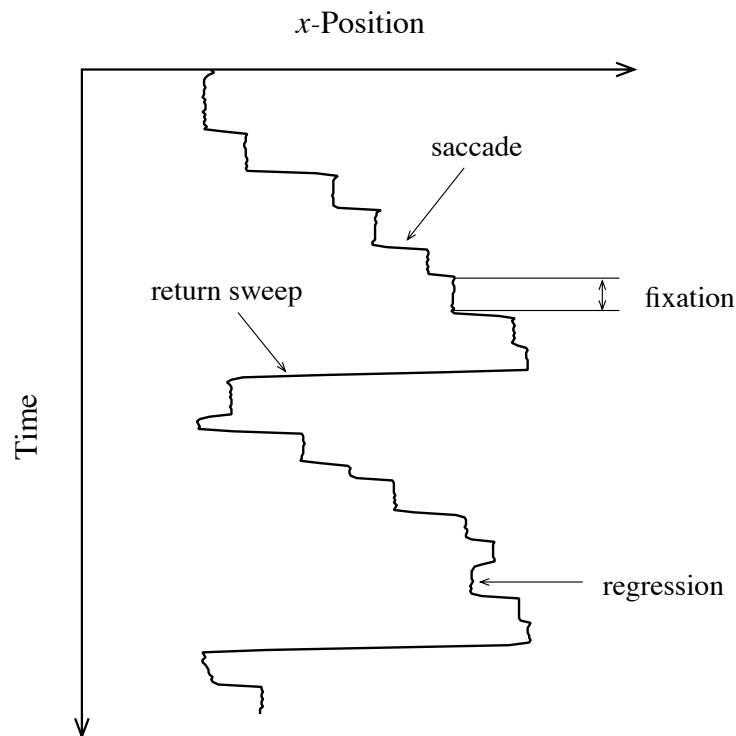 x-Position
saccade
return sweep
fixation
Time
regression